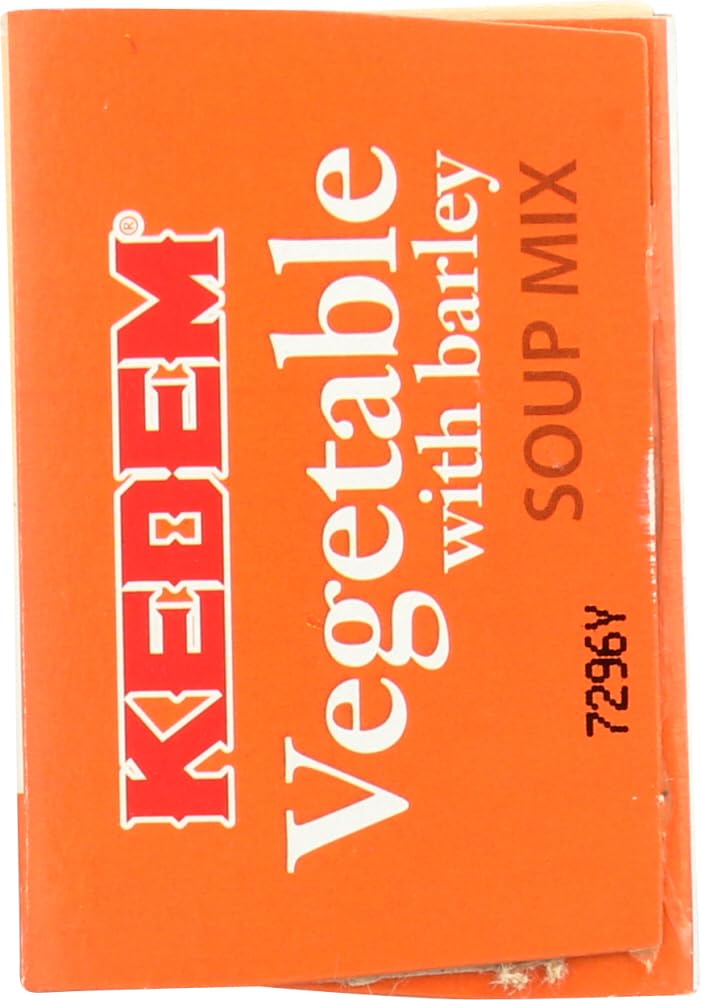 KEDEM®
Vegetable
with barley
SOUP MIX
7296Y